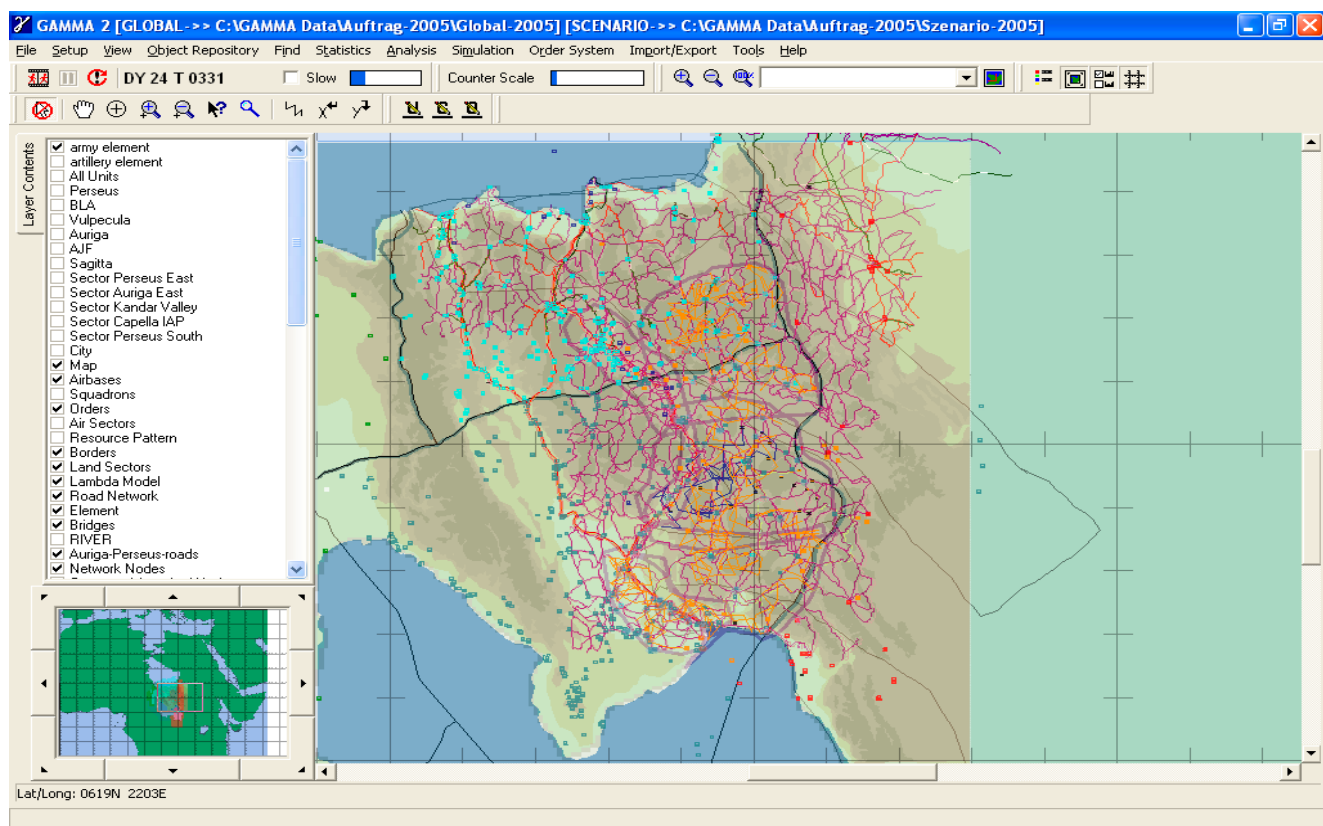 GAMMA 2 [GLOBAL->> C:\GAMMA Data\Auftrag-2005\Global-2005] [SCENARIO->> C:\GAMMA Data\Auftrag-2005\Szenario-2005]
File Setup View Object Repository Find Statistics Analysis Simulation Order System Import/Export Tools Help
DY 24 T 0331 Slow Counter Scale 100%
Layer Contents
army element
artillery element
All Units
Perseus
BLA
Vulpecula
Auriga
AJF
Sagitta
Sector Perseus East
Sector Auriga East
Sector Kandar Valley
Sector Capella IAP
Sector Perseus South
City
Map
Airbases
Squadrons
Orders
Air Sectors
Resource Pattern
Borders
Land Sectors
Lambda Model
Road Network
Element
Bridges
RIVER
Auriga-Perseus-roads
Network Nodes
Lat/Long: 0619N 2203E